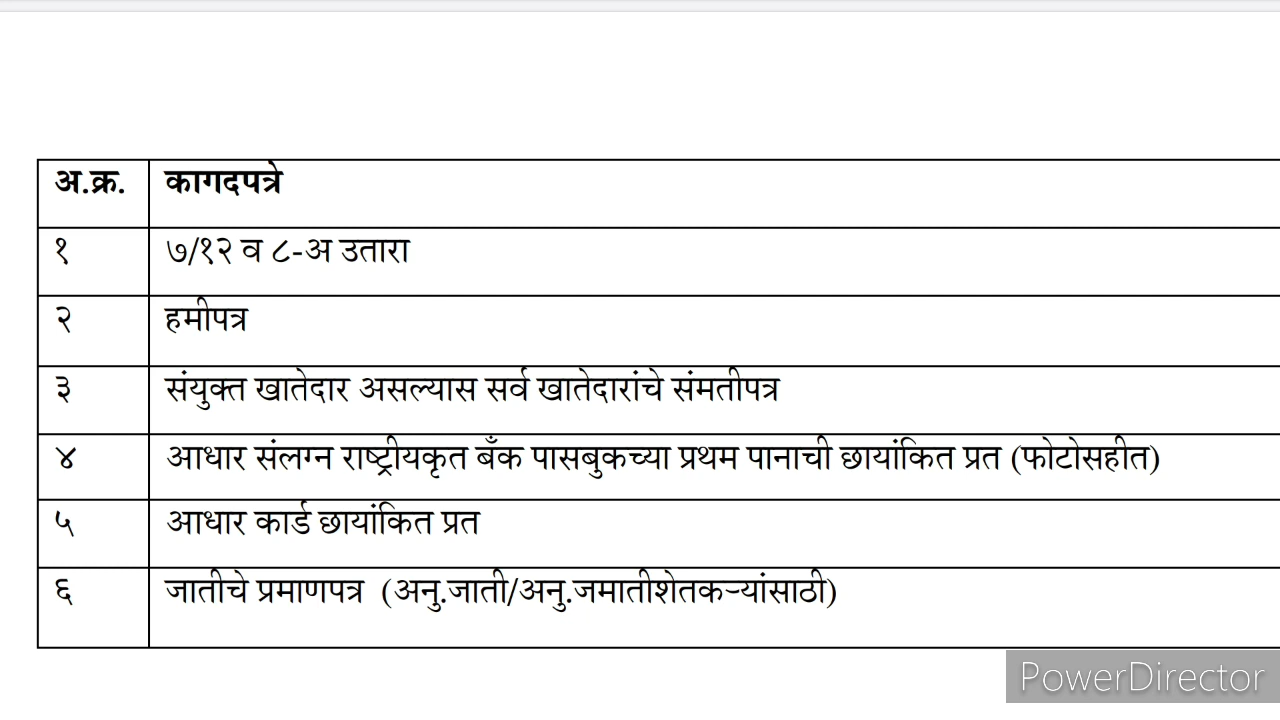 अ.क्र. कागदपत्रे
१ ७/१२ व ८-अ उतारा
२ हमीपत्र
३ संयुक्त खातेदार असल्यास सर्व खातेदारांचे संमतीपत्र
४ आधार संलग्न राष्ट्रीयकृत बँक पासबुकच्या प्रथम पानाची छायांकित प्रत (फोटोसहीत)
५ आधार कार्ड छायांकित प्रत
६ जातीचे प्रमाणपत्र (अनु.जाती/अनु.जमातीशेतकऱ्यांसाठी)
PowerDirector